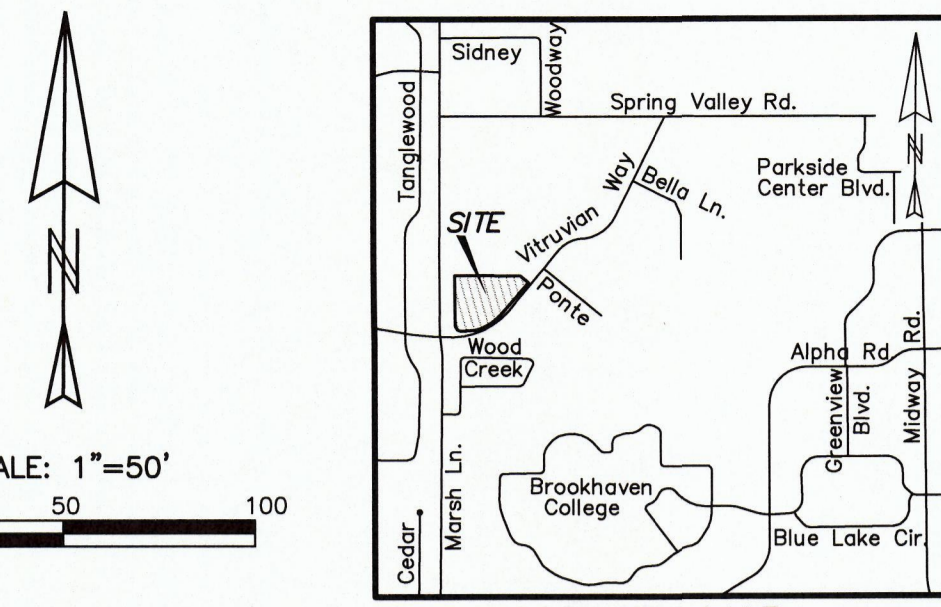 N
ALE: 1"=50'
50
100
Sidney
Woodway
Tanglewood
Spring Valley Rd.
Parkside
Center Blvd.
N
Bella Ln.
Vitruvian Way
SITE
Ponte
Wood
Creek
Alpha Rd
Greenview
Blvd.
Midway Rd.
Brookhaven
College
Marsh Ln.
Cedar
Blue Lake Cir.